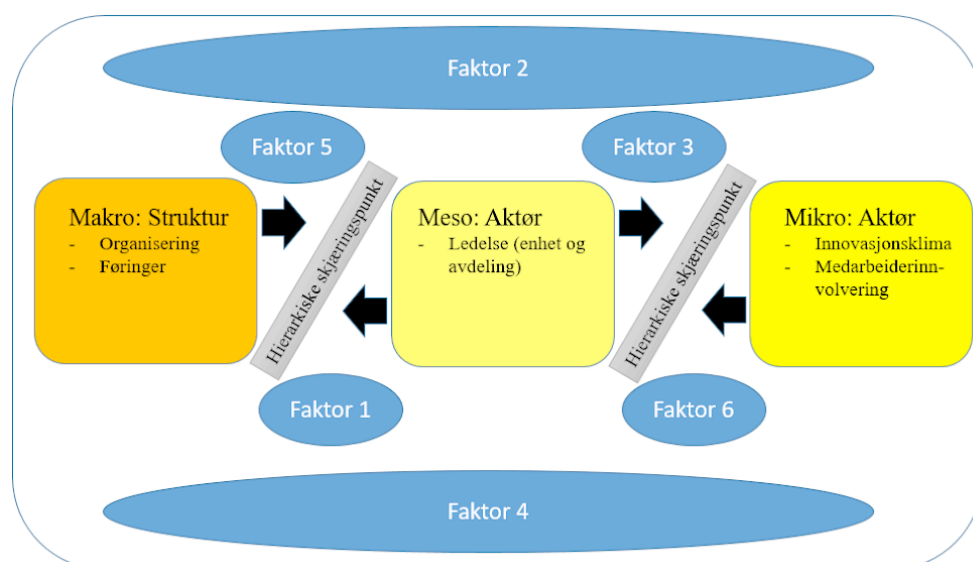 Faktor 2
Faktor 5
Faktor 3
Makro: Struktur
- Organisering
- Føringer
Hierarkiske skjæringspunkt
Meso: Aktør
- Ledelse (enhet og
avdeling)
Hierarkiske skjæringspunkt
Mikro: Aktør
- Innovasjonsklima
- Medarbeiderinn-
volvering
Faktor 1
Faktor 6
Faktor 4